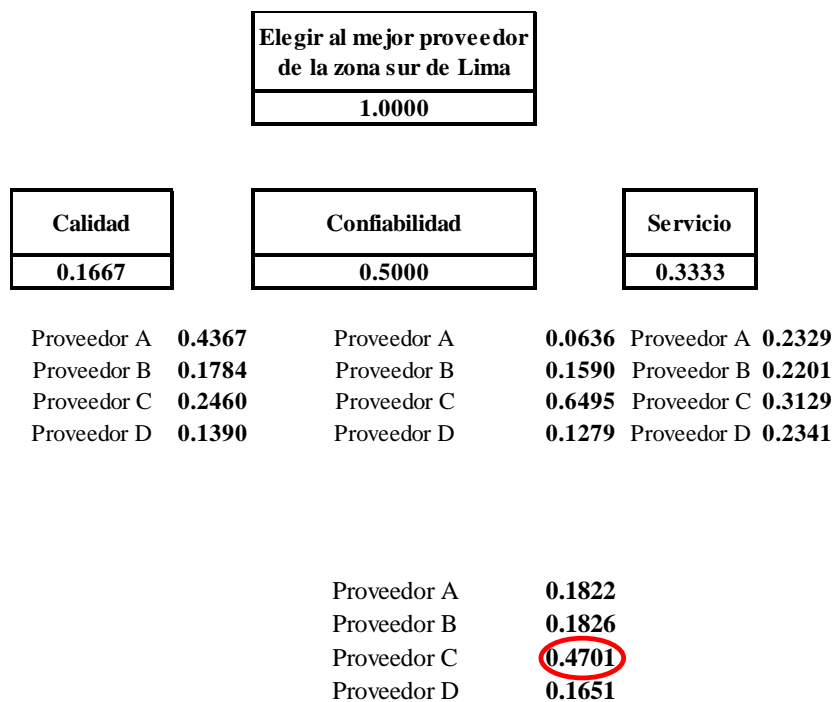 Elegir al mejor proveedor
de la zona sur de Lima
1.0000
Calidad Confiabilidad Servicio
0.1667 0.5000 0.3333
Proveedor A 0.4367 Proveedor A 0.0636 Proveedor A 0.2329
Proveedor B 0.1784 Proveedor B 0.1590 Proveedor B 0.2201
Proveedor C 0.2460 Proveedor C 0.6495 Proveedor C 0.3129
Proveedor D 0.1390 Proveedor D 0.1279 Proveedor D 0.2341
Proveedor A 0.1822
Proveedor B 0.1826
Proveedor C 0.4701
Proveedor D 0.1651